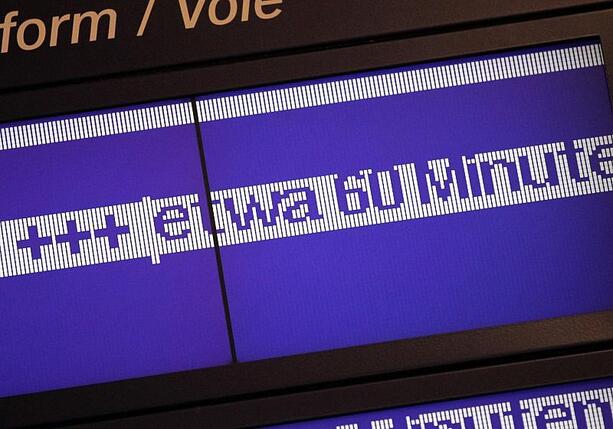 form / Voie
+++ etwa 60 Minute